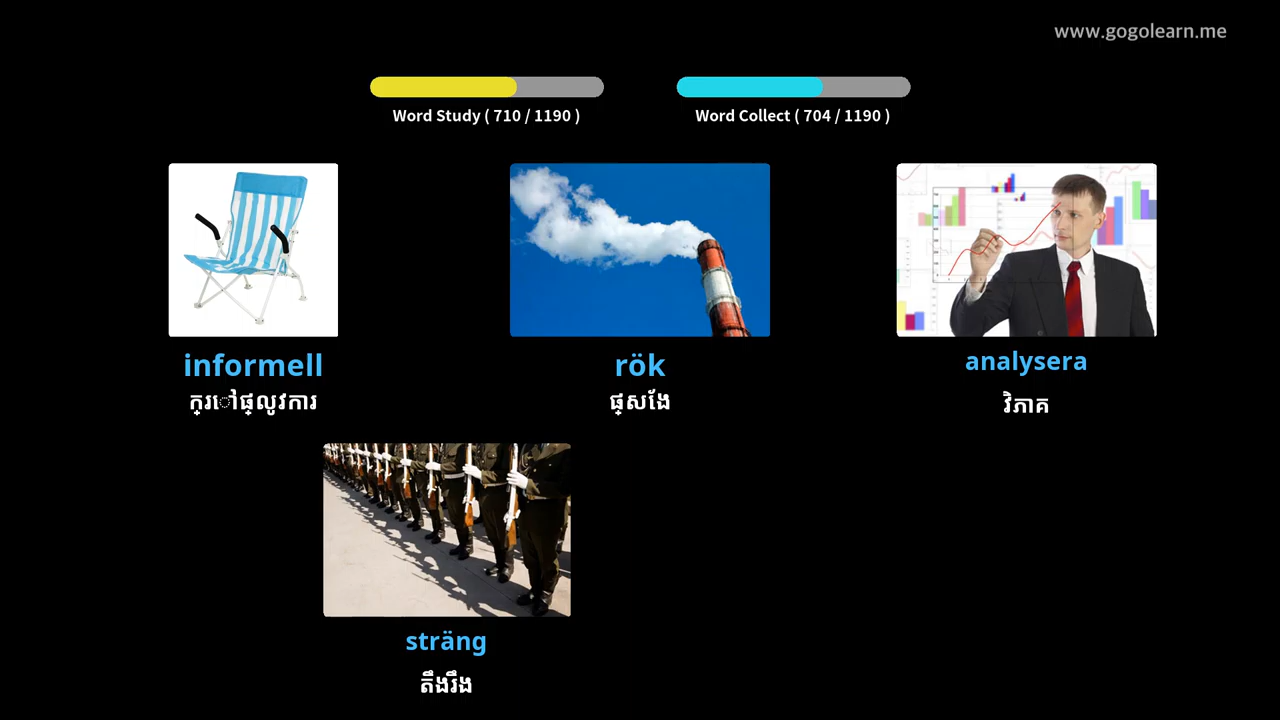 www.gogolearn.me
Word Study ( 710 / 1190 )
Word Collect ( 704 / 1190 )
informell
ក្រៅផ្លូវការ
rök
ផ្សែង
analysera
វិភាគ
sträng
តឹងរឹង